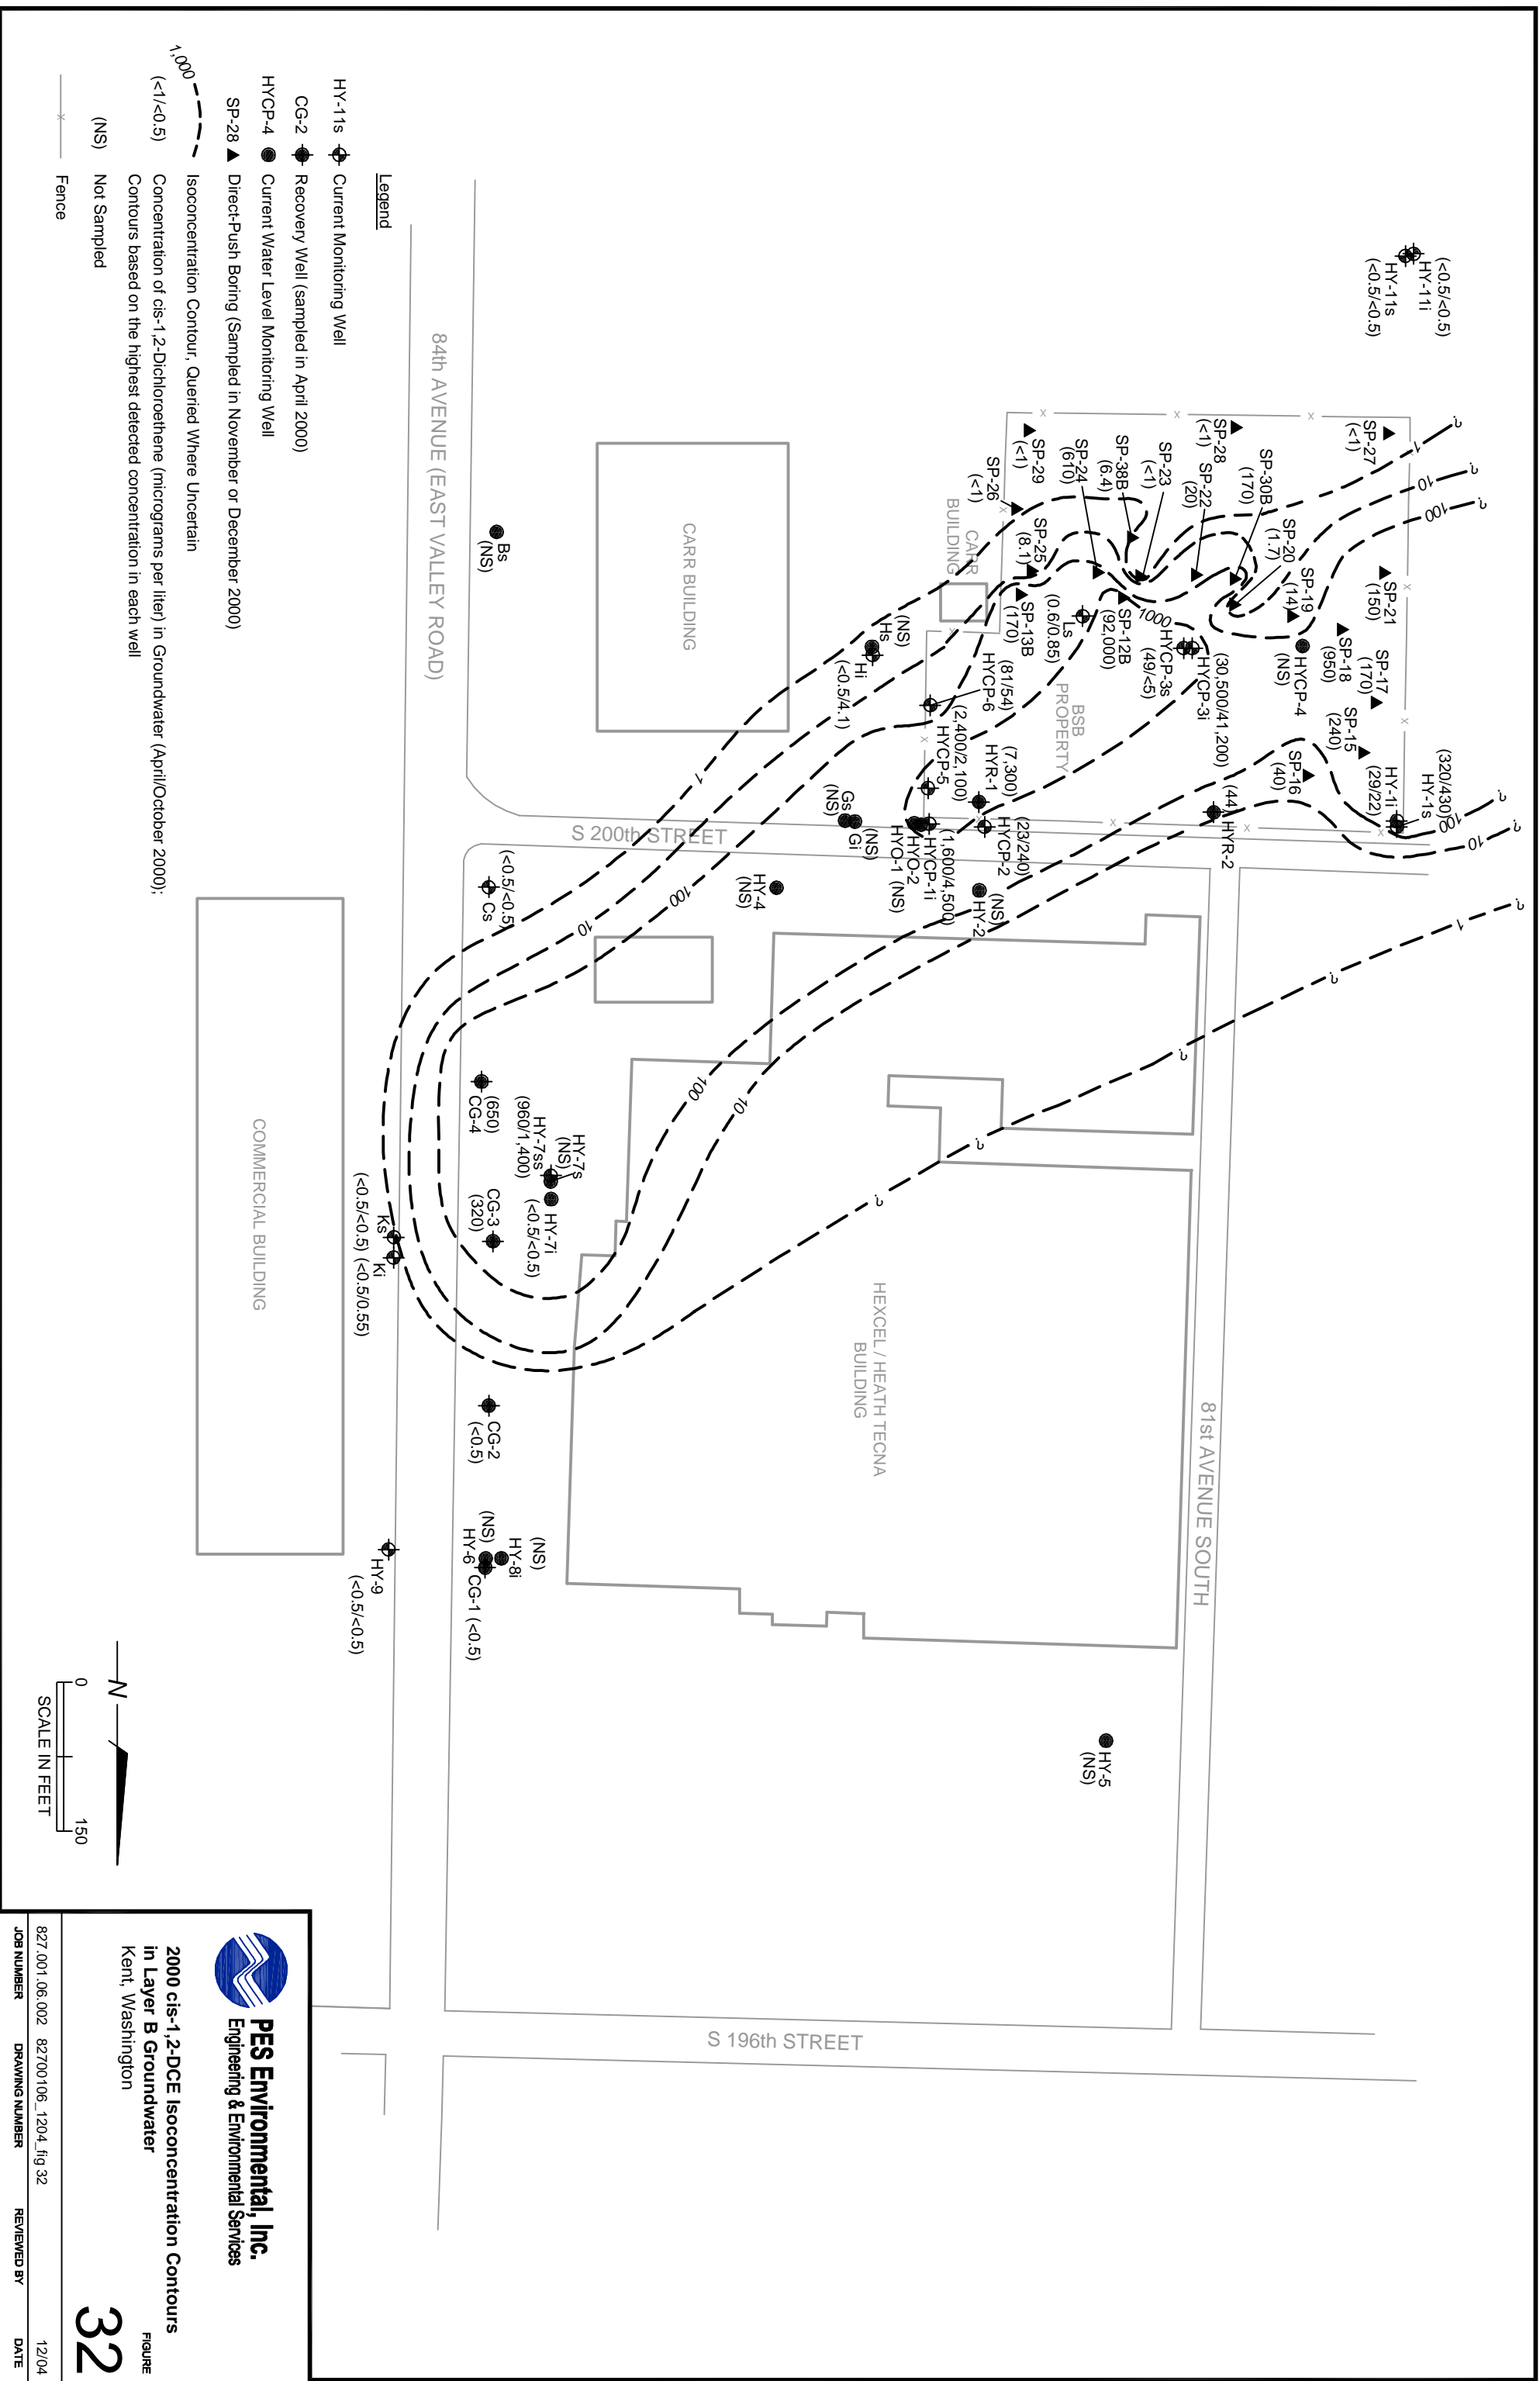 (<0.5/<0.5)
HY-11i
HY-11s
(<0.5/<0.5)
SP-27
(<1)
SP-28
(<1)
SP-29
(<1)
SP-26
(<1)
SP-23
(<1)
SP-38B
(6.4)
SP-24
(610)
SP-22
(20)
SP-30B
(170)
SP-20
(1.7)
SP-19
(14)
SP-21
(150)
SP-18
(950)
SP-17
(170)
SP-15
(240)
SP-16
(40)
SP-25
(8.1)
SP-13B
(170)
SP-12B
(92,000)
Ls
(0.6/0.85)
HYCP-3s
(49/<5)
(30,500/41,200)
HYCP-3i
HYCP-4
(NS)
(320/430)
HY-1s
HY-1i
(29/22)
(44)
HYR-2
(81/54)
HYCP-6
(2,400/2,100)
HYCP-5
(7,300)
HYR-1
(23/240)
HYCP-2
(1,600/4,500)
HYCP-1i
HYO-2
HYO-1 (NS)
(NS)
HY-2
(NS)
Hs
Hi
(<0.5/4.1)
Gs
(NS)
(NS)
Gi
HY-4
(NS)
Bs
(NS)
(<0.5/<0.5)
Cs
(650)
CG-4
HY-7s
(NS)
HY-7ss
(960/1,400)
HY-7i
(<0.5/<0.5)
CG-3
(320)
Ks
(<0.5/<0.5)
Ki
(<0.5/0.55)
CG-2
(<0.5)
(NS)
HY-8i
(NS)
HY-6
CG-1 (<0.5)
HY-9
(<0.5/<0.5)
HY-5
(NS)
?
1
?
10
?
100
1000
?
100
?
10
?
1
?
?
?
?
1
10
100
100
10
BSB
PROPERTY
CARR
BUILDING
CARR BUILDING
COMMERCIAL BUILDING
HEXCEL / HEATH TECNA
BUILDING
84th AVENUE (EAST VALLEY ROAD)
S 200th STREET
81st AVENUE SOUTH
S 196th STREET
Legend
HY-11s Current Monitoring Well
CG-2 Recovery Well (sampled in April 2000)
HYCP-4 Current Water Level Monitoring Well
SP-28 Direct-Push Boring (Sampled in November or December 2000)
1,000 Isoconcentration Contour, Queried Where Uncertain
(<1/<0.5) Concentration of cis-1,2-Dichloroethene (micrograms per liter) in Groundwater (April/October 2000);
Contours based on the highest detected concentration in each well
(NS) Not Sampled
x Fence
N
0 150
SCALE IN FEET
PES Environmental, Inc.
Engineering & Environmental Services
2000 cis-1,2-DCE Isoconcentration Contours
in Layer B Groundwater
Kent, Washington
FIGURE
32
827.001.06.002 82700106_1204_fig 32 12/04
JOB NUMBER DRAWING NUMBER REVIEWED BY DATE